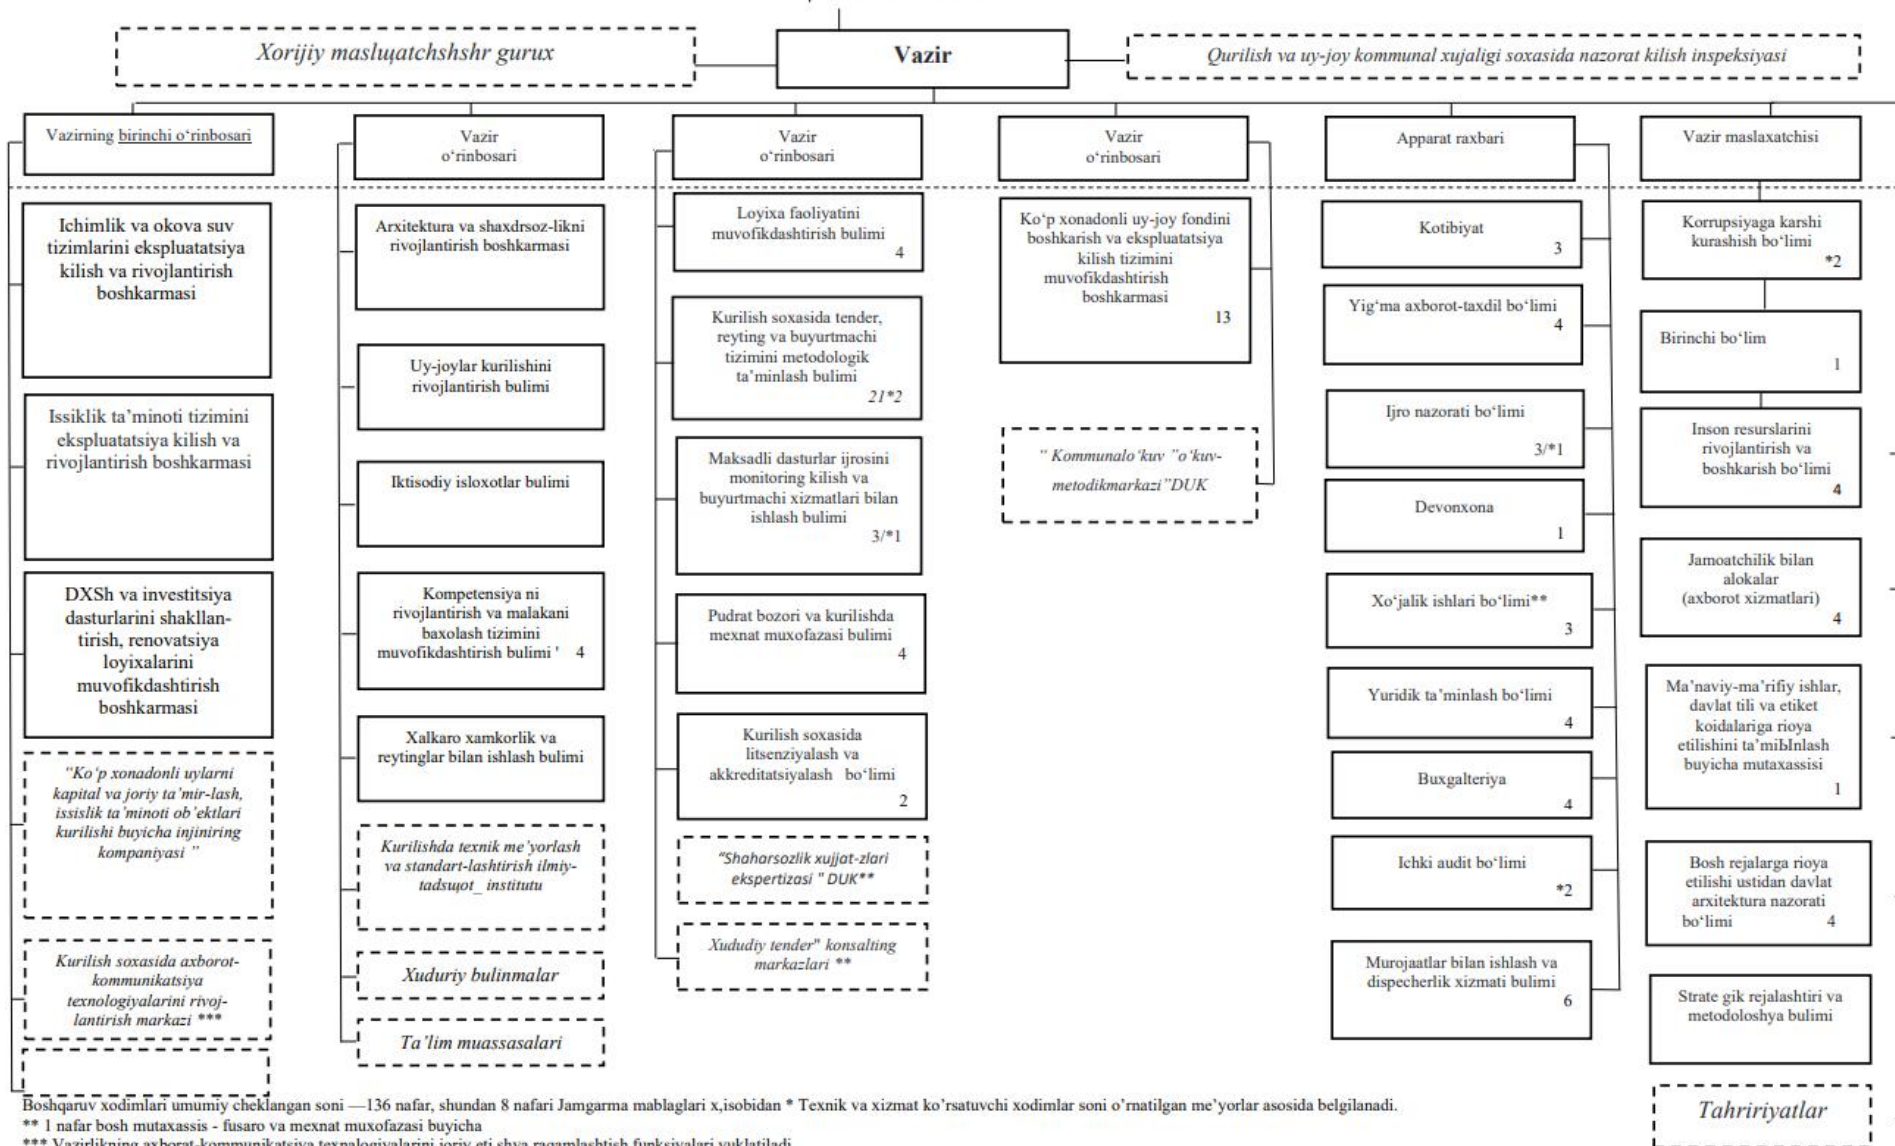 Xorijiy masluatchshshr gurux
Vazir
Qurilish va uy-joy kommunal xujaligi soxasida nazorat kilish inspeksiyasi
Vazirning birinchi o‘rinbosari
Vazir
o‘rinbosari
Vazir
o‘rinbosari
Vazir
o‘rinbosari
Apparat raxbari
Vazir maslaxatchisi
Ichimlik va okova suv
tizimlarini ekspluatatsiya
kilish va rivojlantirish
boshkarmasi
Issiklik ta’minoti tizimini
ekspluatatsiya kilish va
rivojlantirish boshkarmasi
DXSh va investitsiya
dasturlarini shakllan-
tirish, renovatsiya
loyixalarini
muvofikdashtirish
boshkarmasi
“Ko‘p xonadonli uylarni
kapital va joriy ta’mir-lash,
issislik ta’minoti ob’ektlari
kurilishi buyicha injiniring
kompaniyasi ”
Kurilish soxasida axborot-
kommunikatsiya
texnologiyalarini rivoj-
lantirish markazi ***
Arxitektura va shaxdrsoz-likni
rivojlantirish boshkarmasi
Uy-joylar kurilishini
rivojlantirish bulimi
Iktisodiy isloxotlar bulimi
Kompetensiya ni
rivojlantirish va malakani
baxolash tizimini
muvofikdashtirish bulimi ' 4
Xalkaro xamkorlik va
reytinglar bilan ishlash bulimi
Kurilishda texnik me’yorlash
va standart-lashtirish ilmiy-
tadsɥot_ institutu
Xuduriy bulinmalar
Ta’lim muassasalari
Loyixa faoliyatini
muvofikdashtirish bulimi
4
Kurilish soxasida tender,
reyting va buyurtmachi
tizimini metodologik
ta’minlash bulimi
21*2
Maksadli dasturlar ijrosini
monitoring kilish va
buyurtmachi xizmatlari bilan
ishlash bulimi
3/*1
Pudrat bozori va kurilishda
mexnat muxofazasi bulimi
4
Kurilish soxasida
litsenziyalash va
akkreditatsiyalash bo‘limi
2
“Shaharsozlik xujjat-zlari
ekspertizasi " DUK**
Xududiy tender" konsalting
markazlari **
Ko‘p xonadonli uy-joy fondini
boshkarish va ekspluatatsiya
kilish tizimini
muvofikdashtirish
boshkarmasi
13
“ Kommunalo‘kuv ”o‘kuv-
metodikmarkazi”DUK
Kotibiyat
3
Yig‘ma axborot-taxdil bo‘limi
4
Ijro nazorati bo‘limi
3/*1
Devonxona
1
Xo‘jalik ishlari bo‘limi**
3
Yuridik ta’minlash bo‘limi
4
Buxgalteriya
4
Ichki audit bo‘limi
*2
Murojaatlar bilan ishlash va
dispecherlik xizmati bulimi
6
Korrupsiyaga karshi
kurashish bo‘limi
*2
Birinchi bo‘lim
1
Inson resurslarini
rivojlantirish va
boshkarish bo‘limi
4
Jamoatchilik bilan
alokalar
(axborot xizmatlari)
4
Ma’naviy-ma’rifiy ishlar,
davlat tili va etiket
koidalariga rioya
etilishini ta’mibInlash
buyicha mutaxassisi
1
Bosh rejalarga rioya
etilishi ustidan davlat
arxitektura nazorati
bo‘limi 4
Strate gik rejalashtiri va
metodoloshya bulimi
Tahririyatlar
Boshqaruv xodimlari umumiy cheklangan soni —136 nafar, shundan 8 nafari Jamgarma mablaglari x,isobidan * Texnik va xizmat ko’rsatuvchi xodimlar soni o’rnatilgan me’yorlar asosida belgilanadi.
** 1 nafar bosh mutaxassis - fusaro va mexnat muxofazasi buyicha
*** Vazirlikning axborat-kommunikatsiya texnalogiyalarini joriy eti shva raqamlashtish funksiyalari yuklatiladi